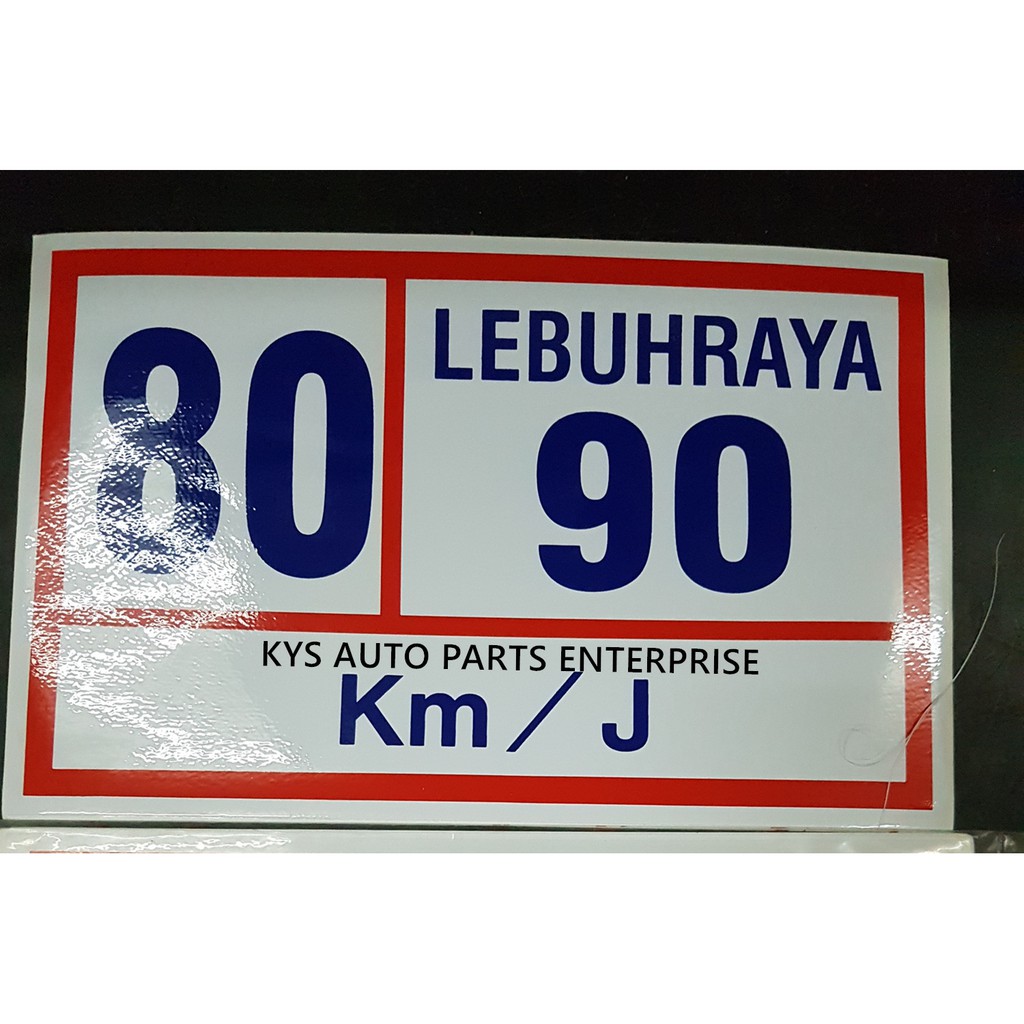 80
LEBUHRAYA
90
KYS AUTO PARTS ENTERPRISE
Km / J